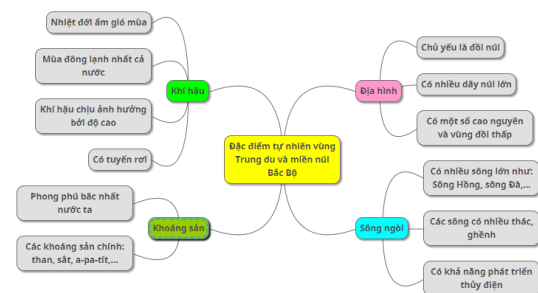 Nhiệt đới ẩm gió mùa
Mùa đông lạnh nhất cả
nước
Khí hậu chịu ảnh hưởng
bởi độ cao
Có tuyết rơi
Khí hậu
Phong phú bậc nhất
nước ta
Các khoáng sản chính:
than, sắt, a-pa-tít,...
Khoáng sản
Đặc điểm tự nhiên vùng
Trung du và miền núi
Bắc Bộ
Địa hình
Chủ yếu là đồi núi
Có nhiều dãy núi lớn
Có một số cao nguyên
và vùng đồi thấp
Sông ngòi
Có nhiều sông lớn như:
Sông Hồng, sông Đà,...
Các sông có nhiều thác,
ghềnh
Có khả năng phát triển
thủy điện